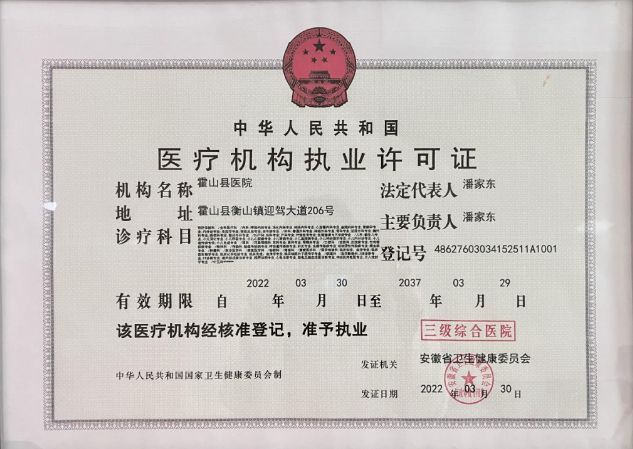 中华人民共和国
医疗机构执业许可证
机构名称 霍山县医院
法定代表人 潘家东
地址 霍山县衡山镇迎驾大道206号
主要负责人 潘家东
诊疗科目
登记号 48627603034152511A1001
有效期限 自 2022 年 03 月 30 日至 2037 年 03 月 29 日
该医疗机构经核准登记，准予执业
三级综合医院
发证机关 安徽省卫生健康委员会
中华人民共和国国家卫生健康委员会制
发证日期 2022 年 03 月 30 日